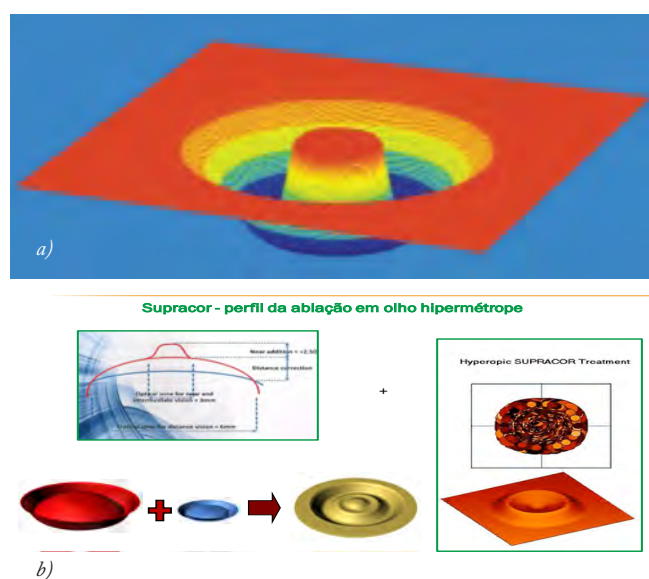 a)
Supracor - perfil da ablação em olho hipermétrope
Near addition = +2,50
Distance correction
Optical zone for near and
intermediate vision = 3mm
Optical zone for distance vision = 6mm
+
Hyperopic SUPRACOR Treatment
b)